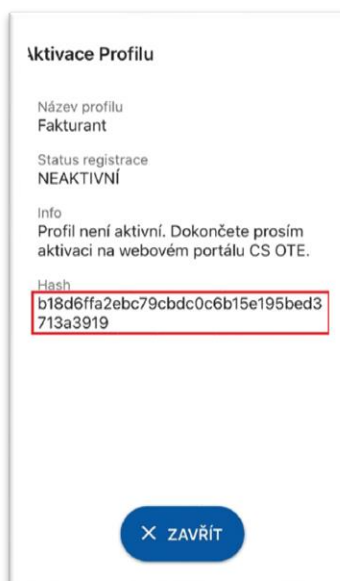 Aktivace Profilu
Název profilu
Fakturant
Status registrace
NEAKTIVNÍ
Info
Profil není aktivní. Dokončete prosím
aktivaci na webovém portálu CS OTE.
Hash
b18d6ffa2ebc79cbdc0c6b15e195bed3
713a3919
× ZAVŘÍT